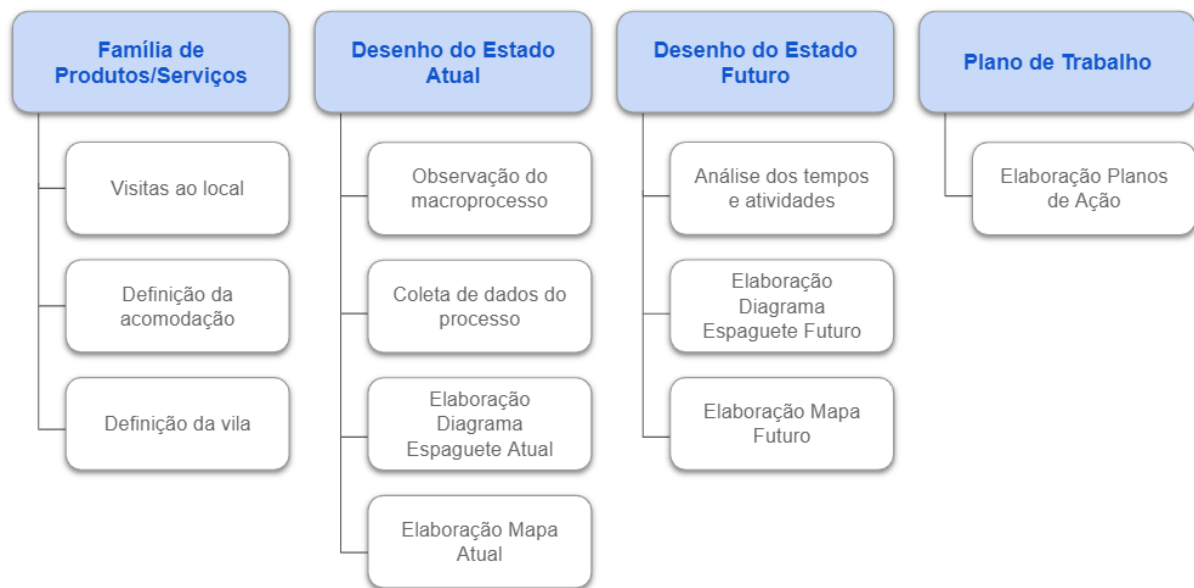 Família de
Produtos/Serviços
Visitas ao local
Definição da
acomodação
Definição da vila
Desenho do Estado
Atual
Observação do
macroprocesso
Coleta de dados do
processo
Elaboração
Diagrama
Espaguete Atual
Elaboração Mapa
Atual
Desenho do Estado
Futuro
Análise dos tempos
e atividades
Elaboração
Diagrama
Espaguete Futuro
Elaboração Mapa
Futuro
Plano de Trabalho
Elaboração Planos
de Ação